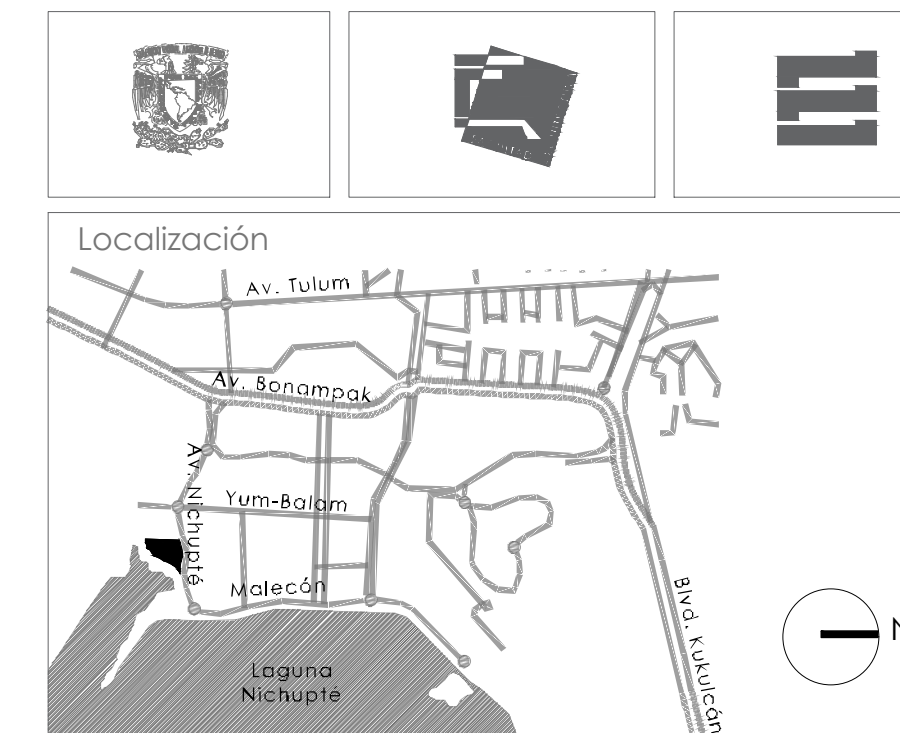 Localización
Av. Tulum
Av. Bonampak
Av. Nichupté
Yum-Balam
Malecón
Blvd. Kukulcán
N
Laguna
Nichupté